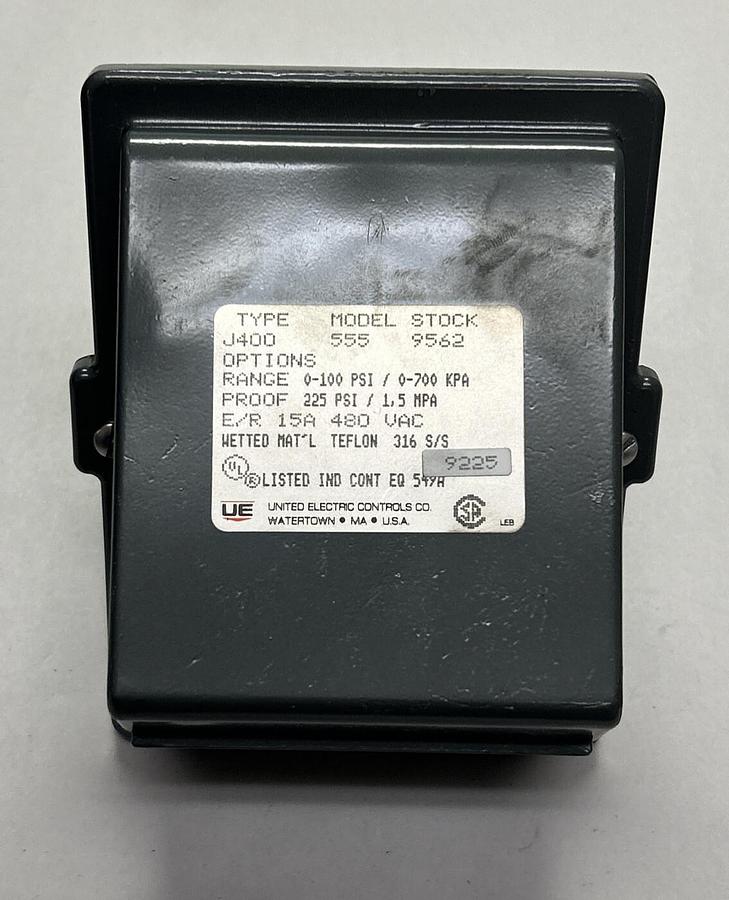 TYPE MODEL STOCK
J400 555 9562
OPTIONS
RANGE 0-100 PSI / 0-700 KPA
PROOF 225 PSI / 1,5 MPA
E/R 15A 480 VAC
WETTED MAT'L TEFLON 316 S/S
9225
UL ® LISTED IND CONT EQ 549A
UE UNITED ELECTRIC CONTROLS CO.
WATERTOWN • MA • U.S.A.
SA LEB